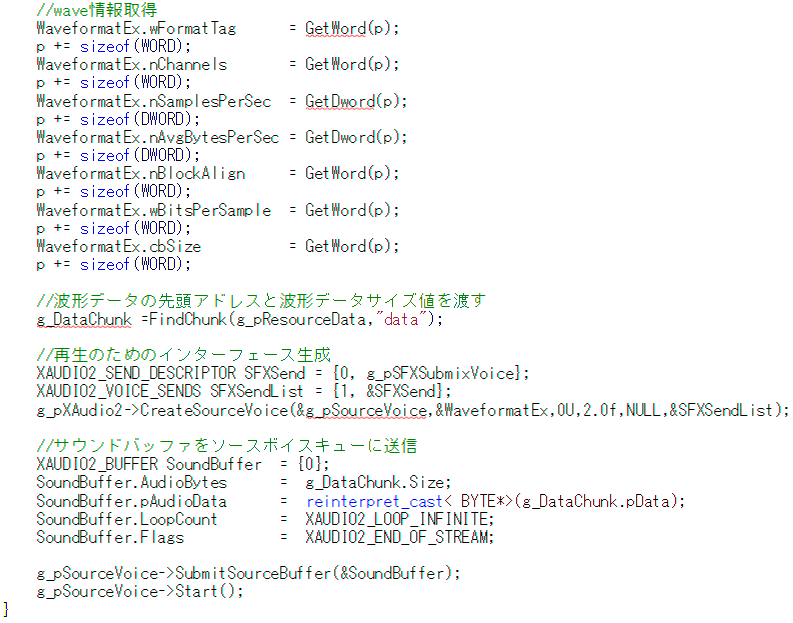 //wave情報取得
WaveformatEx.wFormatTag      = GetWord(p);
p += sizeof(WORD);
WaveformatEx.nChannels       = GetWord(p);
p += sizeof(WORD);
WaveformatEx.nSamplesPerSec  = GetDword(p);
p += sizeof(DWORD);
WaveformatEx.nAvgBytesPerSec = GetDword(p);
p += sizeof(DWORD);
WaveformatEx.nBlockAlign     = GetWord(p);
p += sizeof(WORD);
WaveformatEx.wBitsPerSample  = GetWord(p);
p += sizeof(WORD);
WaveformatEx.cbSize          = GetWord(p);
p += sizeof(WORD);
//波形データの先頭アドレスと波形データサイズ値を渡す
g_DataChunk =FindChunk(g_pResourceData,"data");
//再生のためのインターフェース生成
XAUDIO2_SEND_DESCRIPTOR SFXSend = {0, g_pSFXSubmixVoice};
XAUDIO2_VOICE_SENDS SFXSendList = {1, &SFXSend};
g_pXAudio2->CreateSourceVoice(&g_pSourceVoice,&WaveformatEx,0U,2.0f,NULL,&SFXSendList);
//サウンドバッファをソースボイスキューに送信
XAUDIO2_BUFFER SoundBuffer  = {0};
SoundBuffer.AudioBytes      =  g_DataChunk.Size;
SoundBuffer.pAudioData      =  reinterpret_cast< BYTE*>(g_DataChunk.pData);
SoundBuffer.LoopCount       =  XAUDIO2_LOOP_INFINITE;
SoundBuffer.Flags           =  XAUDIO2_END_OF_STREAM;
g_pSourceVoice->SubmitSourceBuffer(&SoundBuffer);
g_pSourceVoice->Start();
}